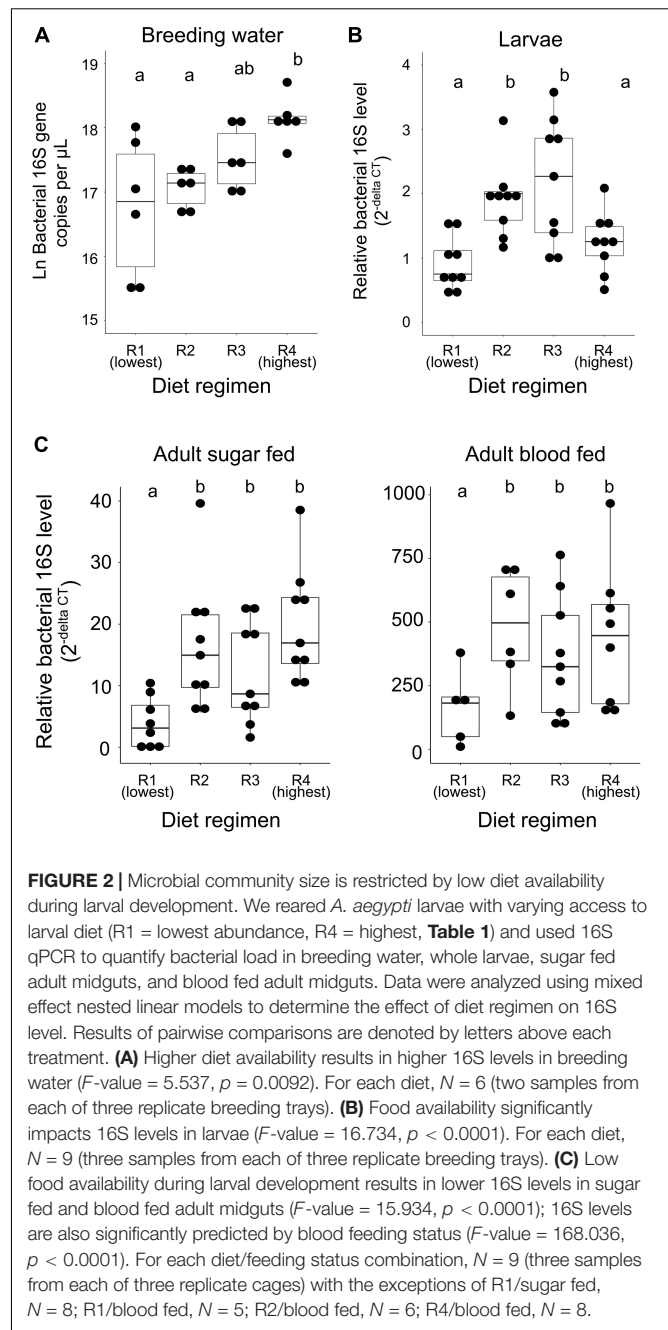 A
Breeding water
19
a
a
ab
b
18
17
16
15
Ln Bacterial 16S gene
copies per µL
R1
(lowest)
R2
R3
R4
(highest)
Diet regimen
B
Larvae
4
a
b
b
a
3
2
1
0
Relative bacterial 16S level
(2-delta CT)
R1
(lowest)
R2
R3
R4
(highest)
Diet regimen
C
Adult sugar fed
40
a
b
b
b
30
20
10
0
Relative bacterial 16S level
(2-delta CT)
R1
(lowest)
R2
R3
R4
(highest)
Diet regimen
Adult blood fed
1000
a
b
b
b
750
500
250
0
R1
(lowest)
R2
R3
R4
(highest)
Diet regimen
FIGURE 2 | Microbial community size is restricted by low diet availability
during larval development. We reared A. aegypti larvae with varying access to
larval diet (R1 = lowest abundance, R4 = highest, Table 1) and used 16S
qPCR to quantify bacterial load in breeding water, whole larvae, sugar fed
adult midguts, and blood fed adult midguts. Data were analyzed using mixed
effect nested linear models to determine the effect of diet regimen on 16S
level. Results of pairwise comparisons are denoted by letters above each
treatment. (A) Higher diet availability results in higher 16S levels in breeding
water (F-value = 5.537, p = 0.0092). For each diet, N = 6 (two samples from
each of three replicate breeding trays). (B) Food availability significantly
impacts 16S levels in larvae (F-value = 16.734, p < 0.0001). For each diet,
N = 9 (three samples from each of three replicate breeding trays). (C) Low
food availability during larval development results in lower 16S levels in sugar
fed and blood fed adult midguts (F-value = 15.934, p < 0.0001); 16S levels
are also significantly predicted by blood feeding status (F-value = 168.036,
p < 0.0001). For each diet/feeding status combination, N = 9 (three samples
from each of three replicate cages) with the exceptions of R1/sugar fed,
N = 8; R1/blood fed, N = 5; R2/blood fed, N = 6; R4/blood fed, N = 8.